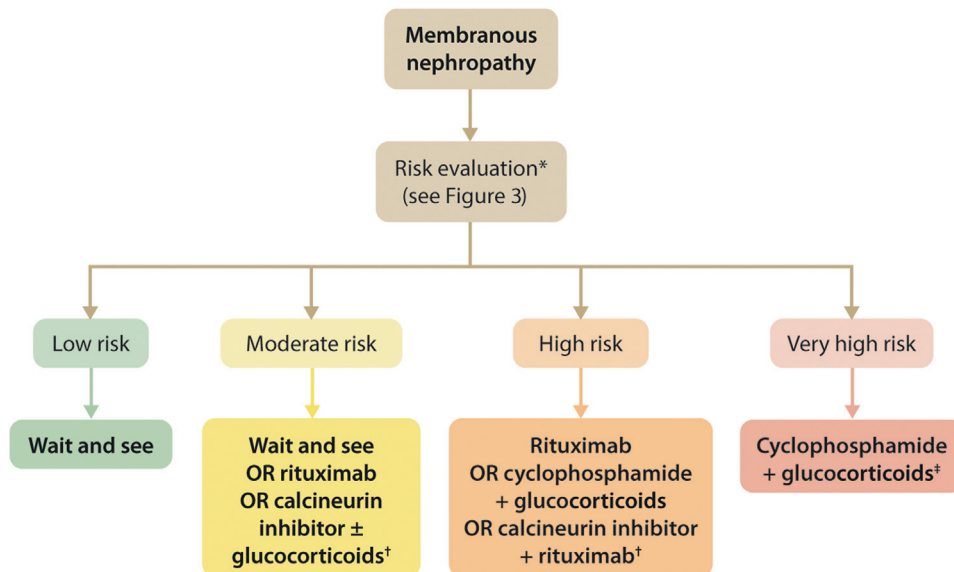 Membranous
nephropathy
Risk evaluation*
(see Figure 3)
Low risk
Moderate risk
High risk
Very high risk
Wait and see
Wait and see
OR rituximab
OR calcineurin
inhibitor ±
glucocorticoids†
Rituximab
OR cyclophosphamide
+ glucocorticoids
OR calcineurin inhibitor
+ rituximab†
Cyclophosphamide
+ glucocorticoids‡